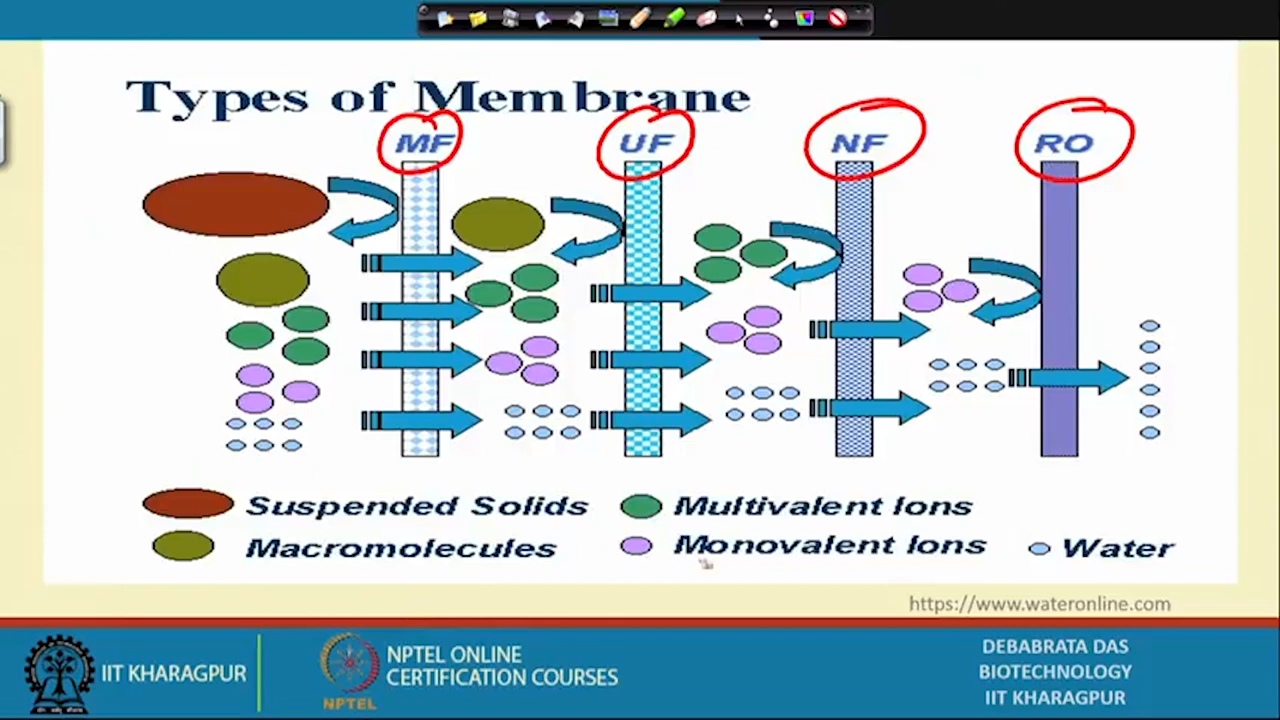 Types of Membrane
MF UF NF RO
Suspended Solids Multivalent Ions
Macromolecules Monovalent Ions Water
https://www.wateronline.com
IIT KHARAGPUR
NPTEL
NPTEL ONLINE
CERTIFICATION COURSES
DEBABRATA DAS
BIOTECHNOLOGY
IIT KHARAGPUR